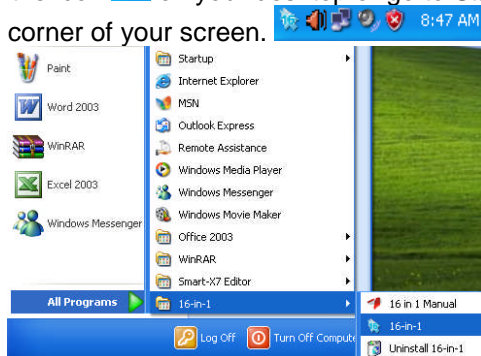 corner of your screen.
8:47 AM
Paint
Word 2003
WinRAR
Excel 2003
Windows Messenger
All Programs
Startup
Internet Explorer
MSN
Outlook Express
Remote Assistance
Windows Media Player
Windows Messenger
Windows Movie Maker
Office 2003
WinRAR
Smart-X7 Editor
16-in-1
16 in 1 Manual
16-in-1
Uninstall 16-in-1
Log Off
Turn Off Compute